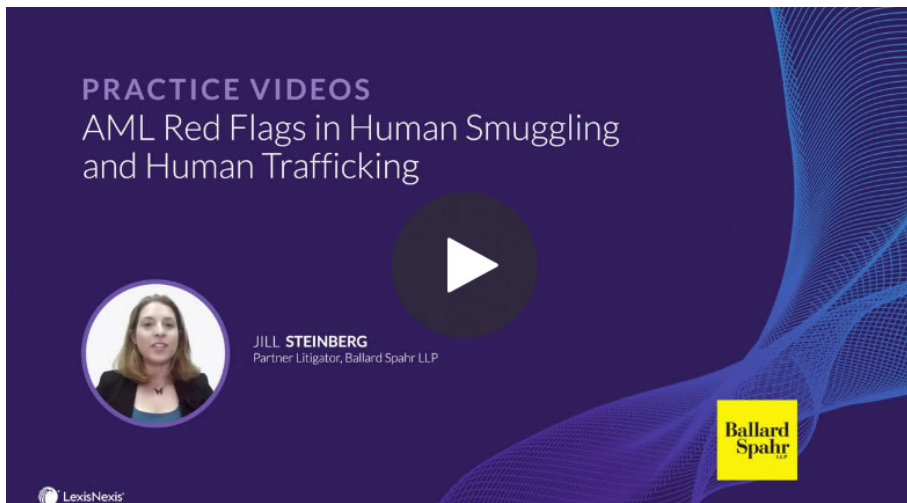 PRACTICE VIDEOS
AML Red Flags in Human Smuggling
and Human Trafficking
JILL STEINBERG
Partner Litigator, Ballard Spahr LLP
Ballard
Spahr
LLP
LexisNexis®